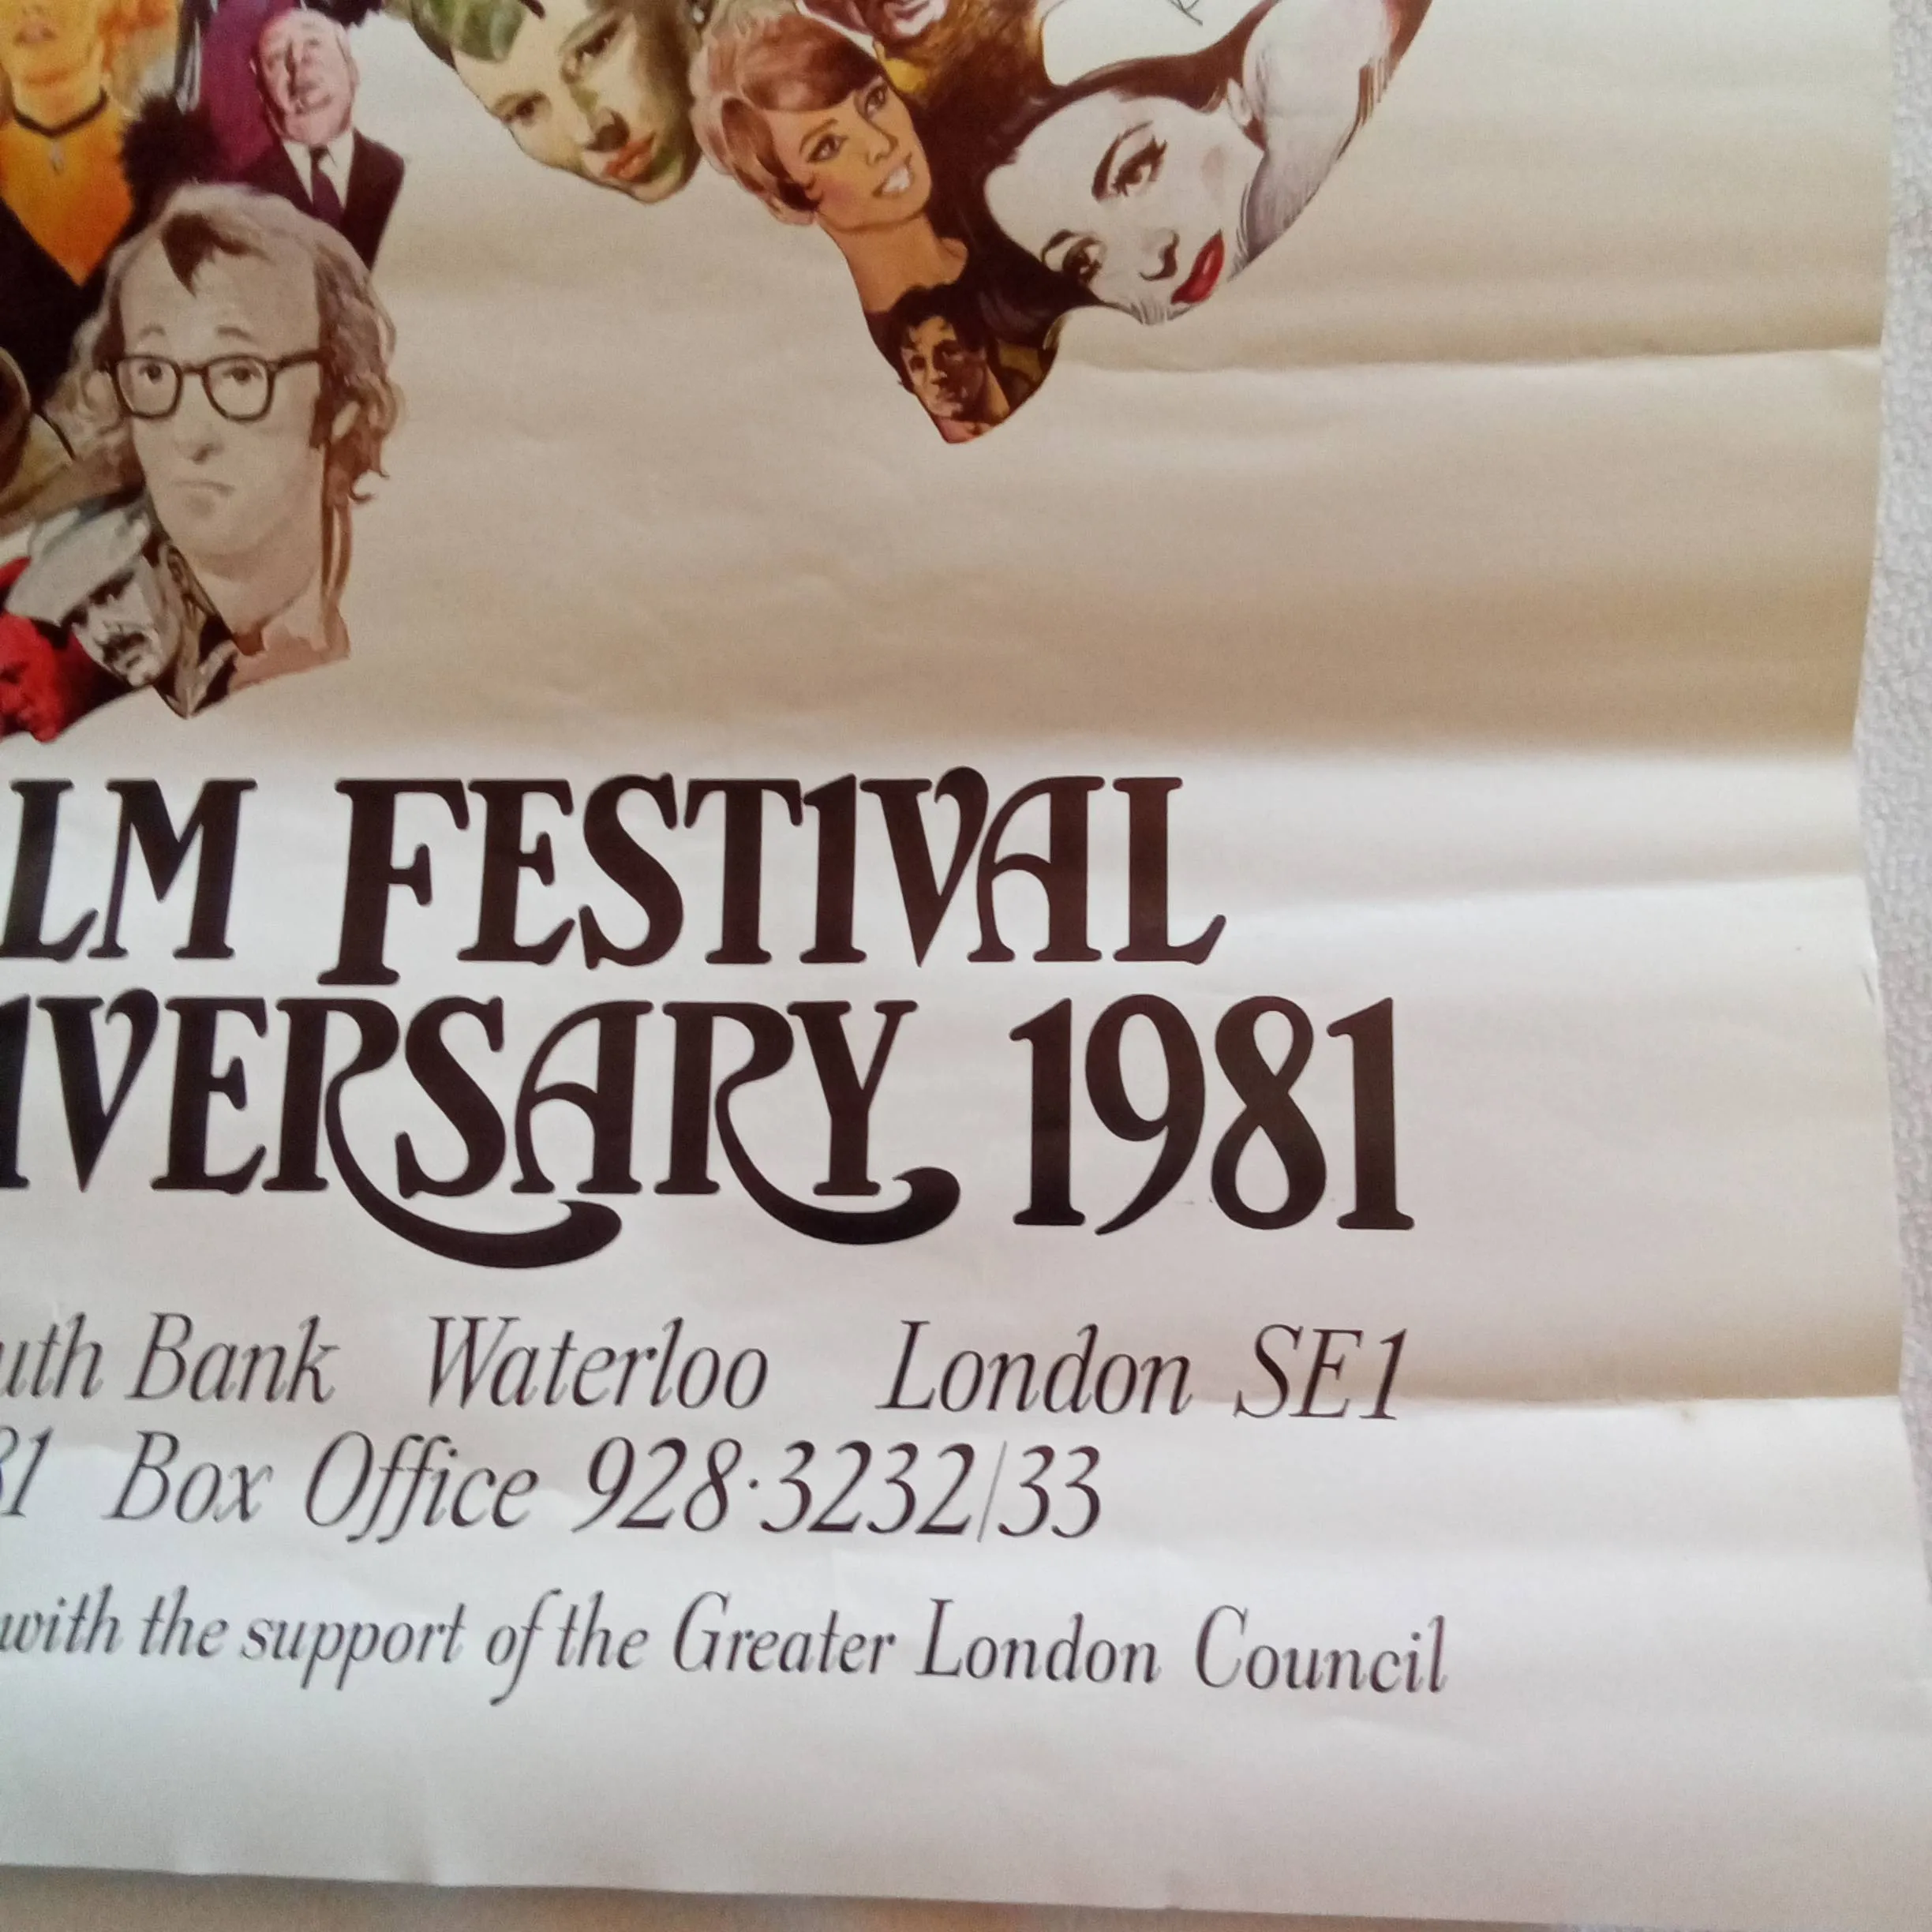 LM FESTIVAL
IVERSARY 1981
uth Bank Waterloo London SE1
81 Box Office 928·3232/33
with the support of the Greater London Council